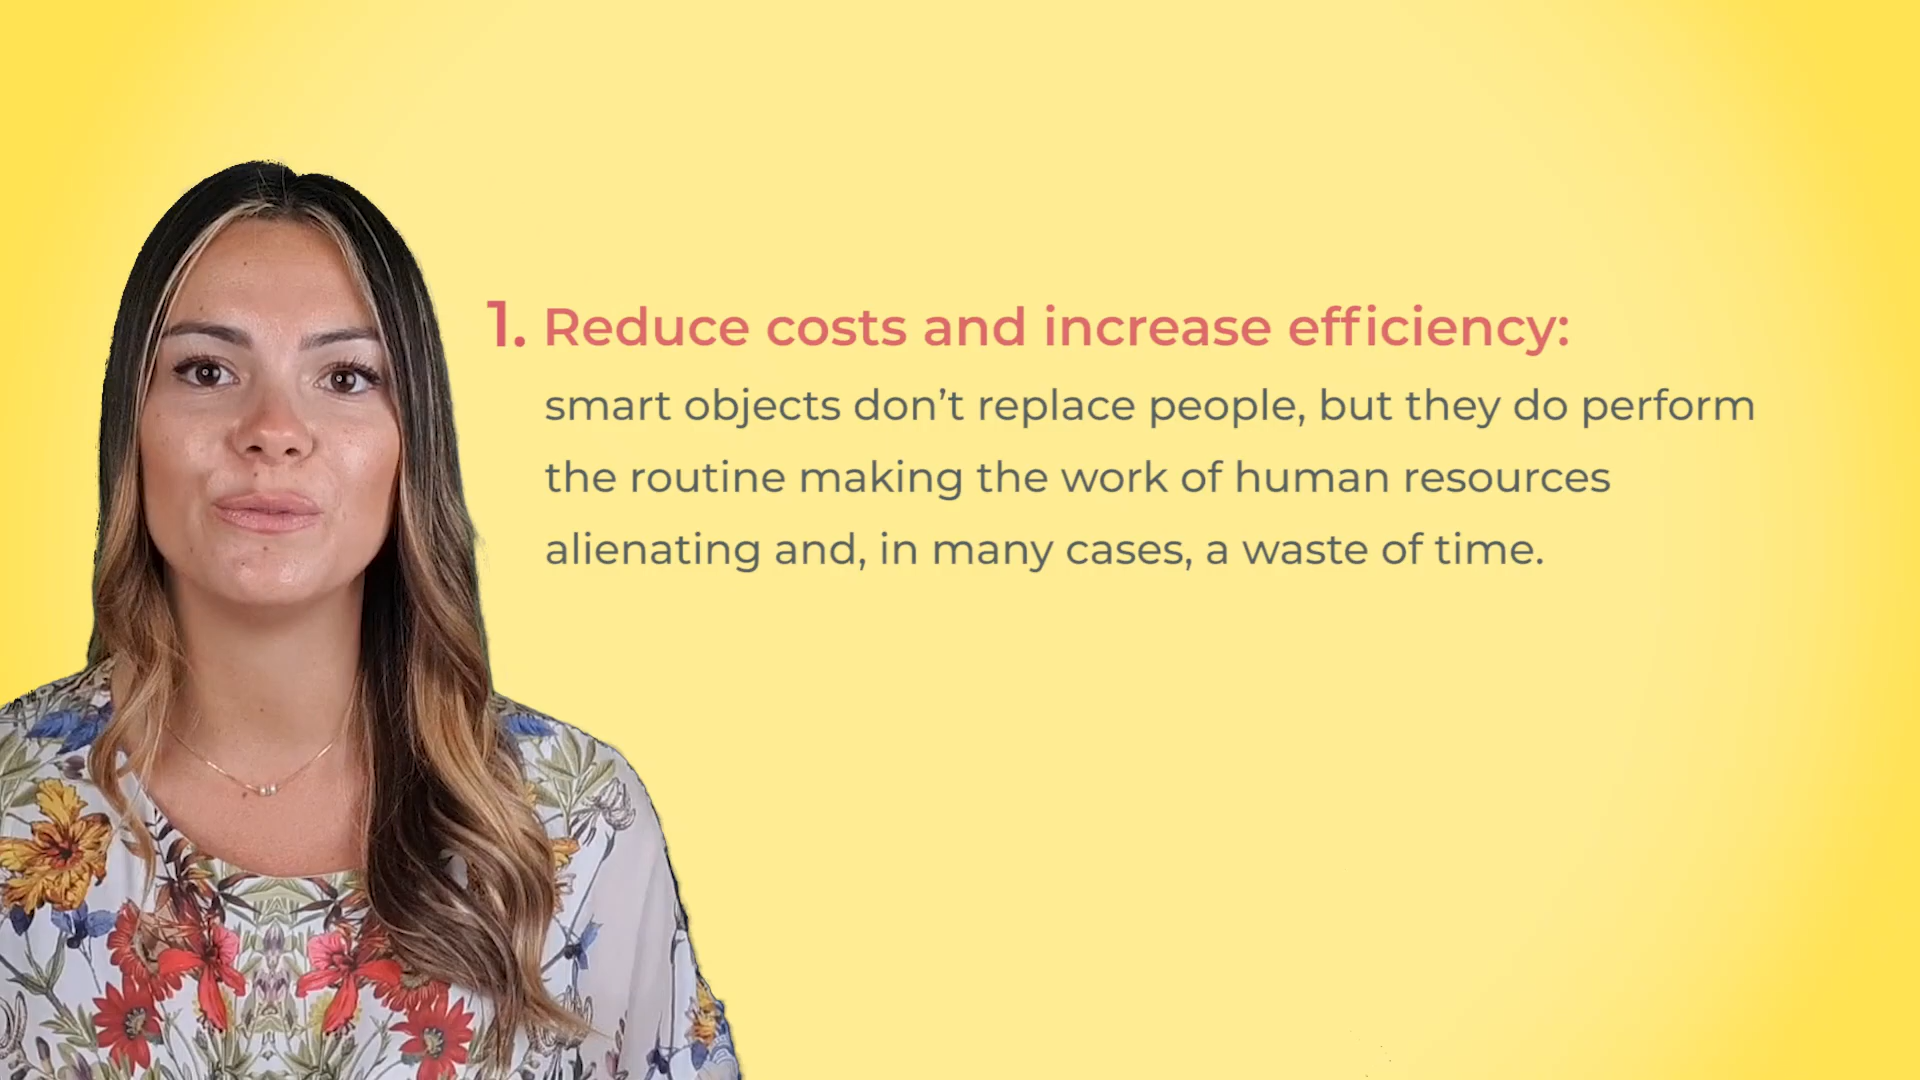 1. Reduce costs and increase efficiency:
smart objects don’t replace people, but they do perform
the routine making the work of human resources
alienating and, in many cases, a waste of time.